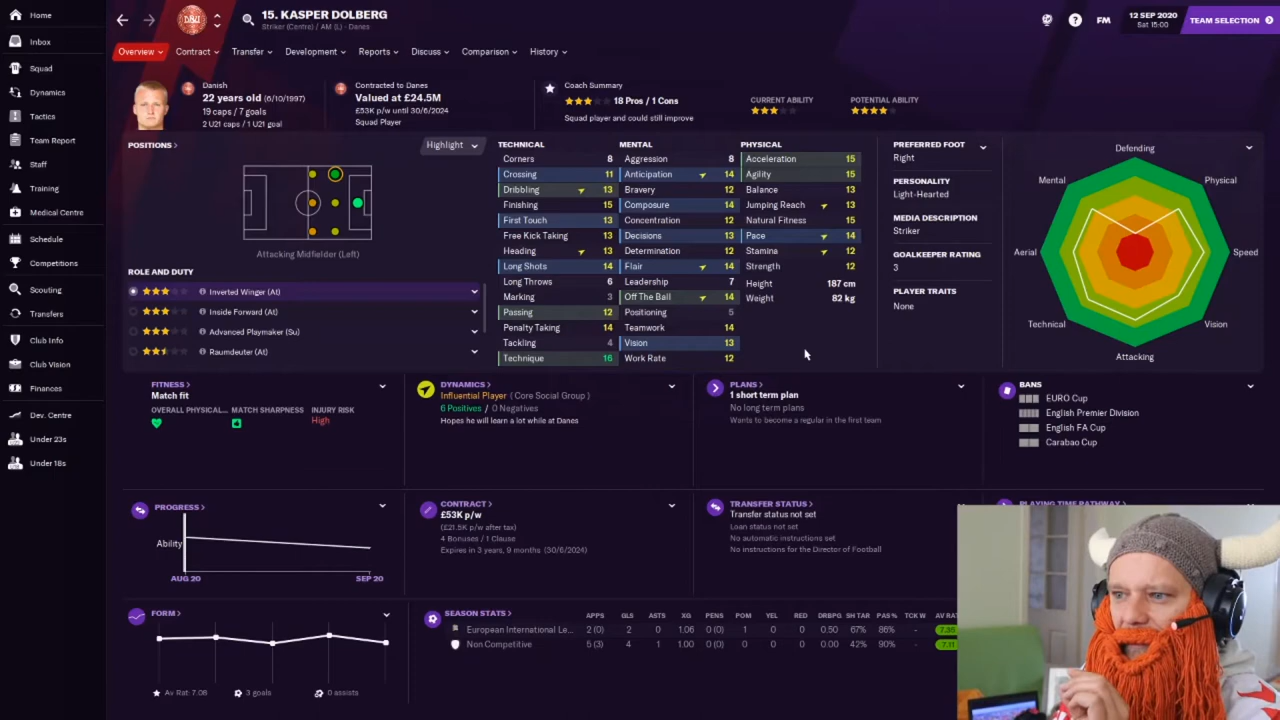 Home
Inbox
Squad
Dynamics
Tactics
Team Report
Staff
Training
Medical Centre
Schedule
Competitions
Scouting
Transfers
Club Info
Club Vision
Finances
Dev. Centre
Under 23s
Under 18s
DBU
15. KASPER DOLBERG
Striker (Centre) / AM (L) - Danes
FM
12 SEP 2020
Sat 15:00
TEAM SELECTION
Overview
Contract
Transfer
Development
Reports
Discuss
Comparison
History
Danish
22 years old (6/10/1997)
19 caps / 7 goals
2 U21 caps / 1 U21 goal
Contracted to Danes
Valued at £24.5M
£53K p/w until 30/6/2024
Squad Player
Coach Summary
18 Pros / 1 Cons
Squad player and could still improve
CURRENT ABILITY
POTENTIAL ABILITY
POSITIONS
Highlight
Attacking Midfielder (Left)
ROLE AND DUTY
Inverted Winger (At)
Inside Forward (At)
Advanced Playmaker (Su)
Raumdeuter (At)
TECHNICAL
Corners 8
Crossing 11
Dribbling 13
Finishing 15
First Touch 13
Free Kick Taking 13
Heading 13
Long Shots 14
Long Throws 6
Marking 3
Passing 12
Penalty Taking 14
Tackling 4
Technique 16
MENTAL
Aggression 8
Anticipation 14
Bravery 12
Composure 14
Concentration 12
Decisions 13
Determination 12
Flair 14
Leadership 7
Off The Ball 14
Positioning 5
Teamwork 14
Vision 13
Work Rate 12
PHYSICAL
Acceleration 15
Agility 15
Balance 13
Jumping Reach 13
Natural Fitness 15
Pace 14
Stamina 12
Strength 12
Height 187 cm
Weight 82 kg
PREFERRED FOOT
Right
PERSONALITY
Light-Hearted
MEDIA DESCRIPTION
Striker
GOALKEEPER RATING
3
PLAYER TRAITS
None
Defending
Mental
Physical
Aerial
Speed
Technical
Vision
Attacking
FITNESS
Match fit
OVERALL PHYSICAL... MATCH SHARPNESS INJURY RISK
High
DYNAMICS
Influential Player (Core Social Group)
6 Positives / 0 Negatives
Hopes he will learn a lot while at Danes
PLANS
1 short term plan
No long term plans
Wants to become a regular in the first team
BANS
EURO Cup
English Premier Division
English FA Cup
Carabao Cup
PROGRESS
Ability
AUG 20 SEP 20
CONTRACT
£53K p/w
(£21.5K p/w after tax)
4 Bonuses / 1 Clause
Expires in 3 years, 9 months (30/6/2024)
TRANSFER STATUS
Transfer status not set
Loan status not set
No automatic instructions set
No instructions for the Director of Football
PLAYING TIME PATHWAY
FORM
Av Rat: 7.08 3 goals 0 assists
SEASON STATS APPS GLS ASTS XG PENS POM YEL RED DRBPG SH TAR PAS% TCK W AV RAT
European International Le... 2 (0) 2 0 1.06 0 (0) 1 0 0 0.50 67% 86% - 7.35
Non Competitive 5 (3) 4 1 1.00 0 (0) 0 0 0 0.00 42% 90% - 7.11